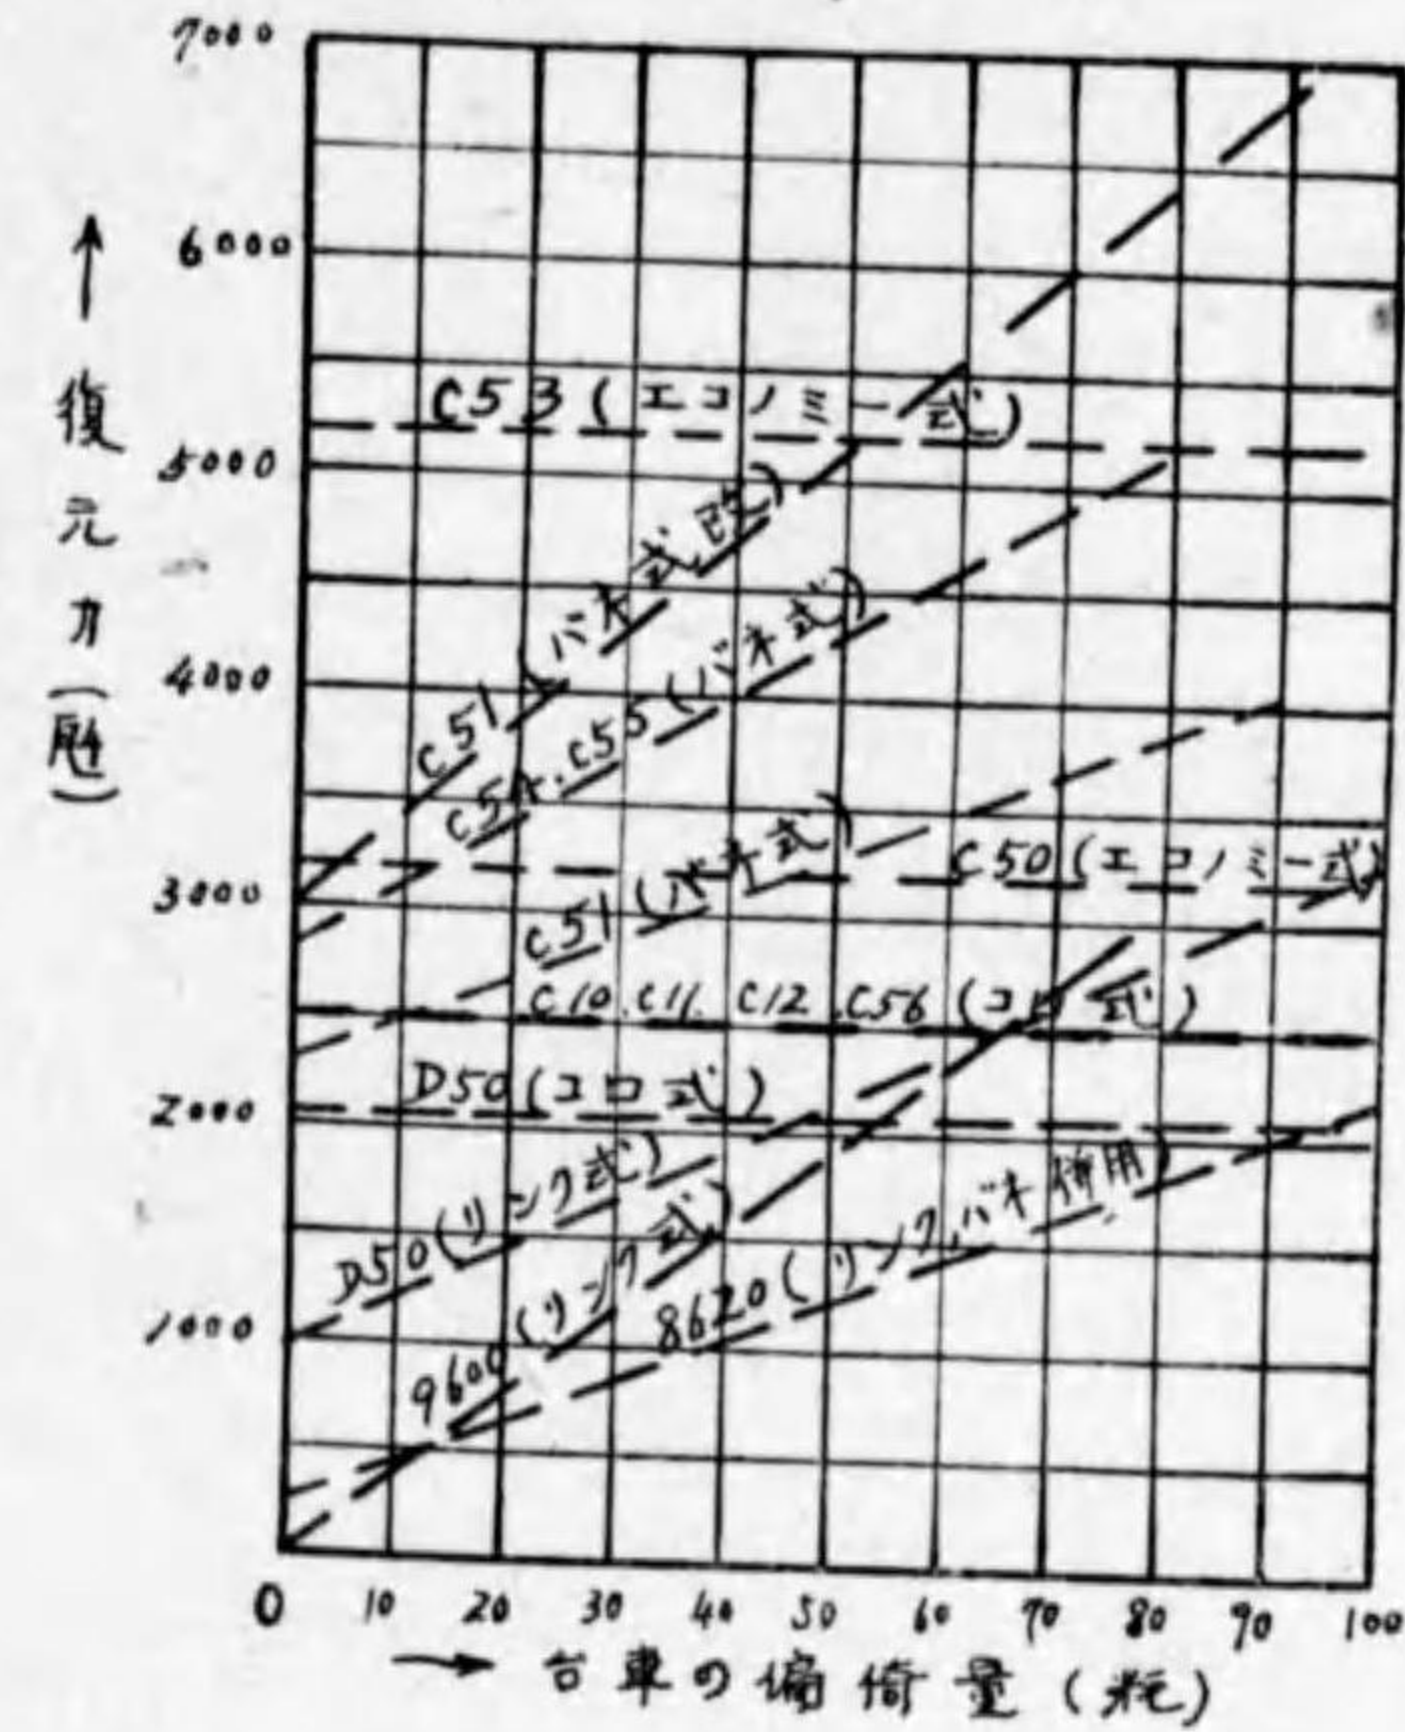 7000
6000
5000
4000
3000
2000
1000
↑復元力(瓩)
C53(エコノミー式)
C51(バネ式改)
C54.C55(バネ式)
C51(バネ式)
C50(エコノミー式)
C10.C11.C12.C56(コロ式)
D50(コロ式)
D50(リンク式)
9600(リンク式)
8620(リンク,バネ併用)
0 10 20 30 40 50 60 70 80 90 100
→台車の偏倚量(粍)